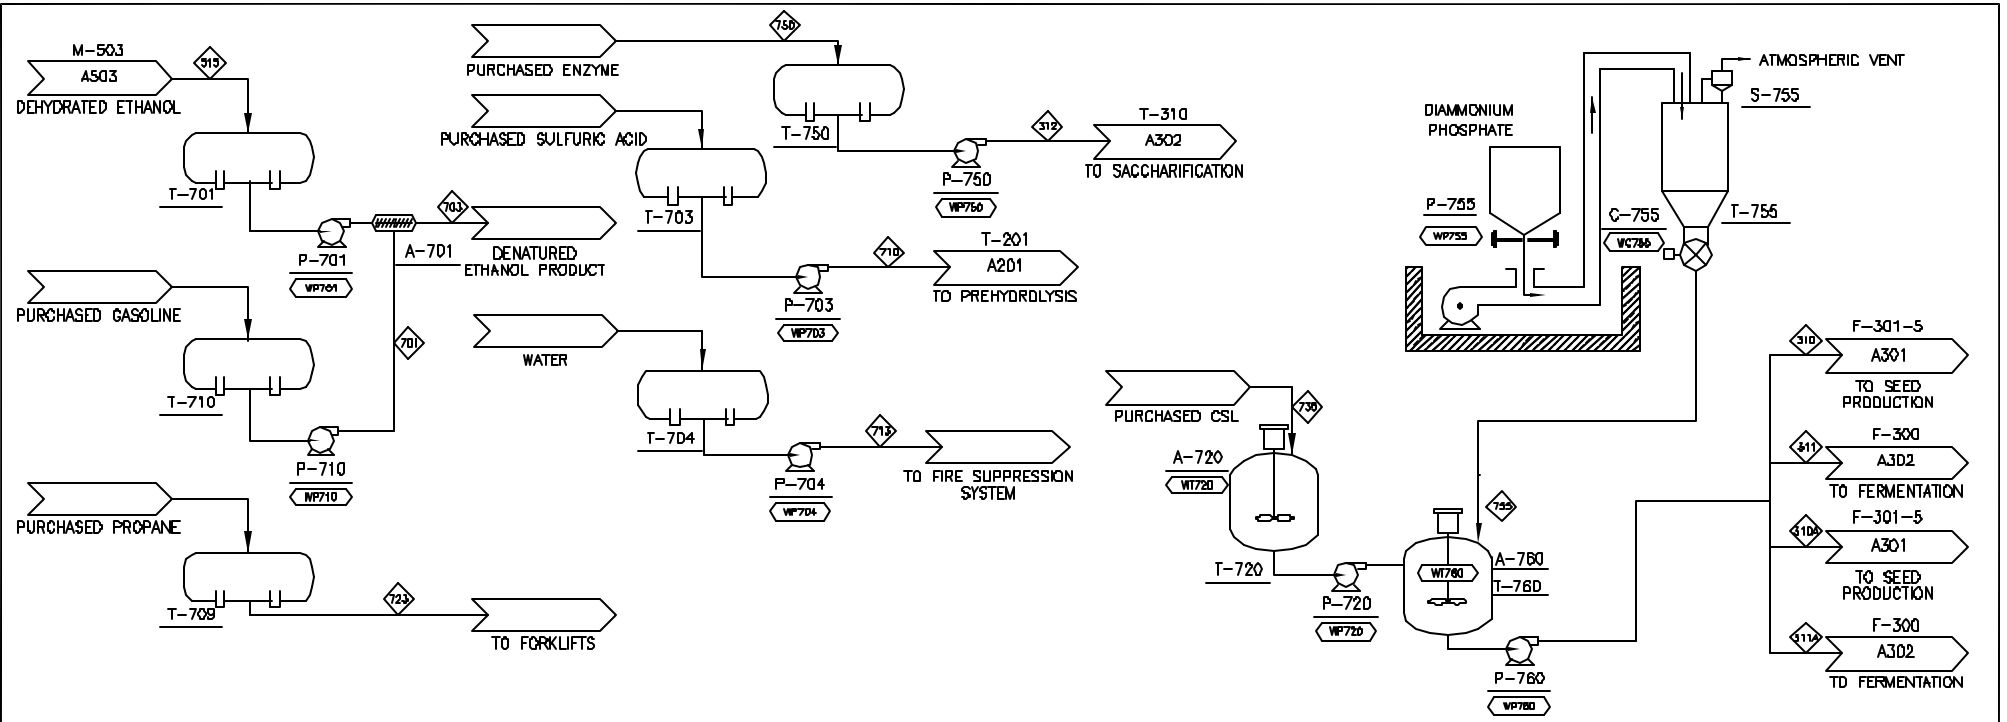 M-503
A503
515
DEHYDRATED ETHANOL
T-701
P-701
WP701
A-701
703
DENATURED
ETHANOL PRODUCT
PURCHASED GASOLINE
T-710
P-710
WP710
701
PURCHASED PROPANE
T-709
723
TO FORKLIFTS
PURCHASED ENZYME
750
T-750
P-750
WP750
312
T-310
A302
TO SACCHARIFICATION
PURCHASED SULFURIC ACID
T-703
P-703
WP703
710
T-201
A201
TO PREHYDROLYSIS
WATER
T-704
P-704
WP704
713
TO FIRE SUPPRESSION
SYSTEM
DIAMMONIUM
PHOSPHATE
P-755
WP755
ATMOSPHERIC VENT
S-755
C-755
WC755
T-755
PURCHASED CSL
730
A-720
WT720
T-720
P-720
WP720
755
A-760
WT760
T-760
P-760
WP760
310
F-301-5
A301
TO SEED
PRODUCTION
311
F-300
A302
TO FERMENTATION
310A
F-301-5
A301
TO SEED
PRODUCTION
311A
F-300
A302
TO FERMENTATION